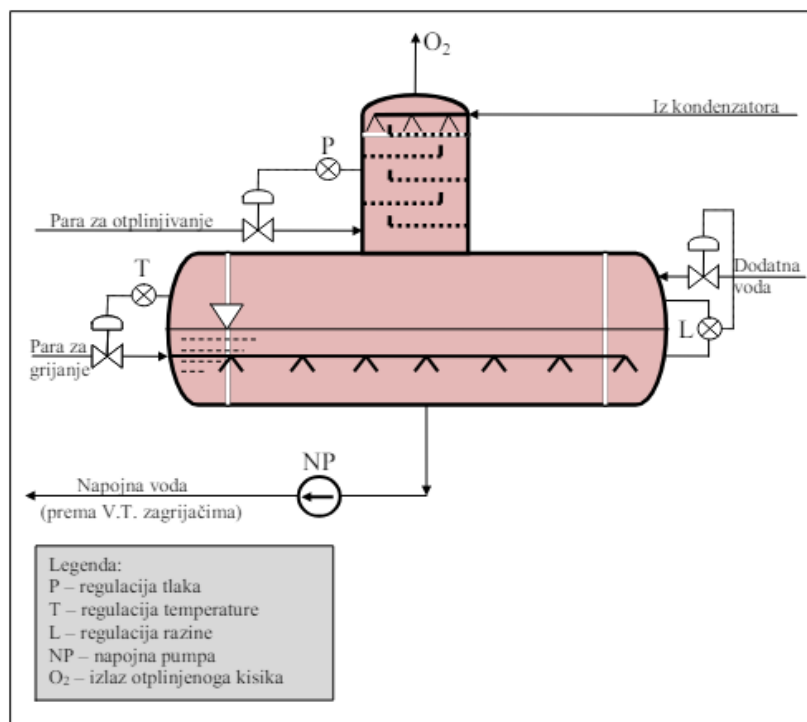 O₂
Iz kondenzatora
P
Para za otplinjivanje
T
Dodatna
voda
L
Para za
grijanje
NP
Napojna voda
(prema V.T. zagrijačima)
Legenda:
P – regulacija tlaka
T – regulacija temperature
L – regulacija razine
NP – napojna pumpa
O₂ – izlaz otplinjenoga kisika